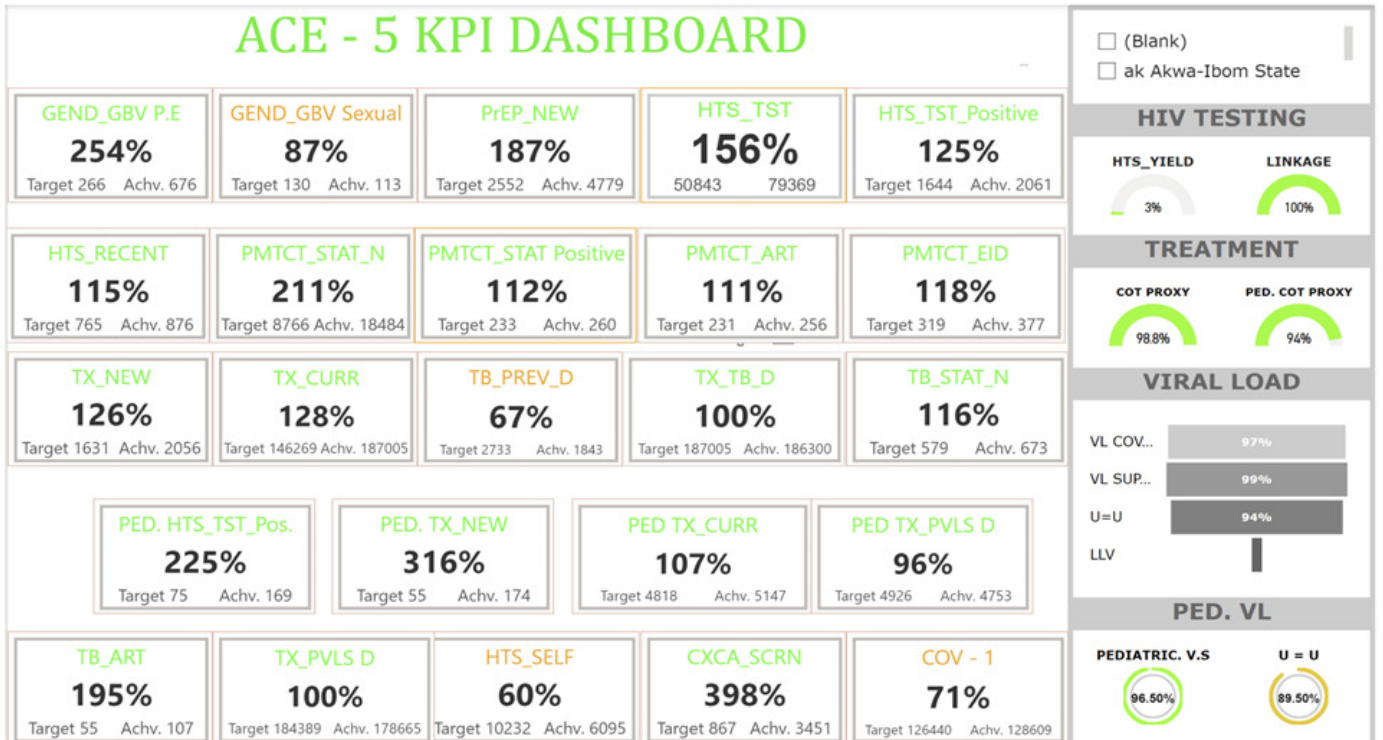 ACE - 5 KPI DASHBOARD
(Blank)
ak Akwa-Ibom State
GEND_GBV P.E
254%
Target 266 Achv. 676
GEND_GBV Sexual
87%
Target 130 Achv. 113
PrEP_NEW
187%
Target 2552 Achv. 4779
HTS_TST
156%
50843 79369
HTS_TST_Positive
125%
Target 1644 Achv. 2061
HTS_RECENT
115%
Target 765 Achv. 876
PMTCT_STAT_N
211%
Target 8766 Achv. 18484
PMTCT_STAT Positive
112%
Target 233 Achv. 260
PMTCT_ART
111%
Target 231 Achv. 256
PMTCT_EID
118%
Target 319 Achv. 377
TX_NEW
126%
Target 1631 Achv. 2056
TX_CURR
128%
Target 146269 Achv. 187005
TB_PREV_D
67%
Target 2733 Achv. 1843
TX_TB_D
100%
Target 187005 Achv. 186300
TB_STAT_N
116%
Target 579 Achv. 673
PED. HTS_TST_Pos.
225%
Target 75 Achv. 169
PED. TX_NEW
316%
Target 55 Achv. 174
PED TX_CURR
107%
Target 4818 Achv. 5147
PED TX_PVLS D
96%
Target 4926 Achv. 4753
TB_ART
195%
Target 55 Achv. 107
TX_PVLS D
100%
Target 184389 Achv. 178665
HTS_SELF
60%
Target 10232 Achv. 6095
CXCA_SCRN
398%
Target 867 Achv. 3451
COV - 1
71%
Target 126440 Achv. 128609
HIV TESTING
HTS_YIELD
3%
LINKAGE
100%
TREATMENT
COT PROXY
98.8%
PED. COT PROXY
94%
VIRAL LOAD
VL COV... 97%
VL SUP... 99%
U=U 94%
LLV
PED. VL
PEDIATRIC. V.S
96.50%
U = U
89.50%